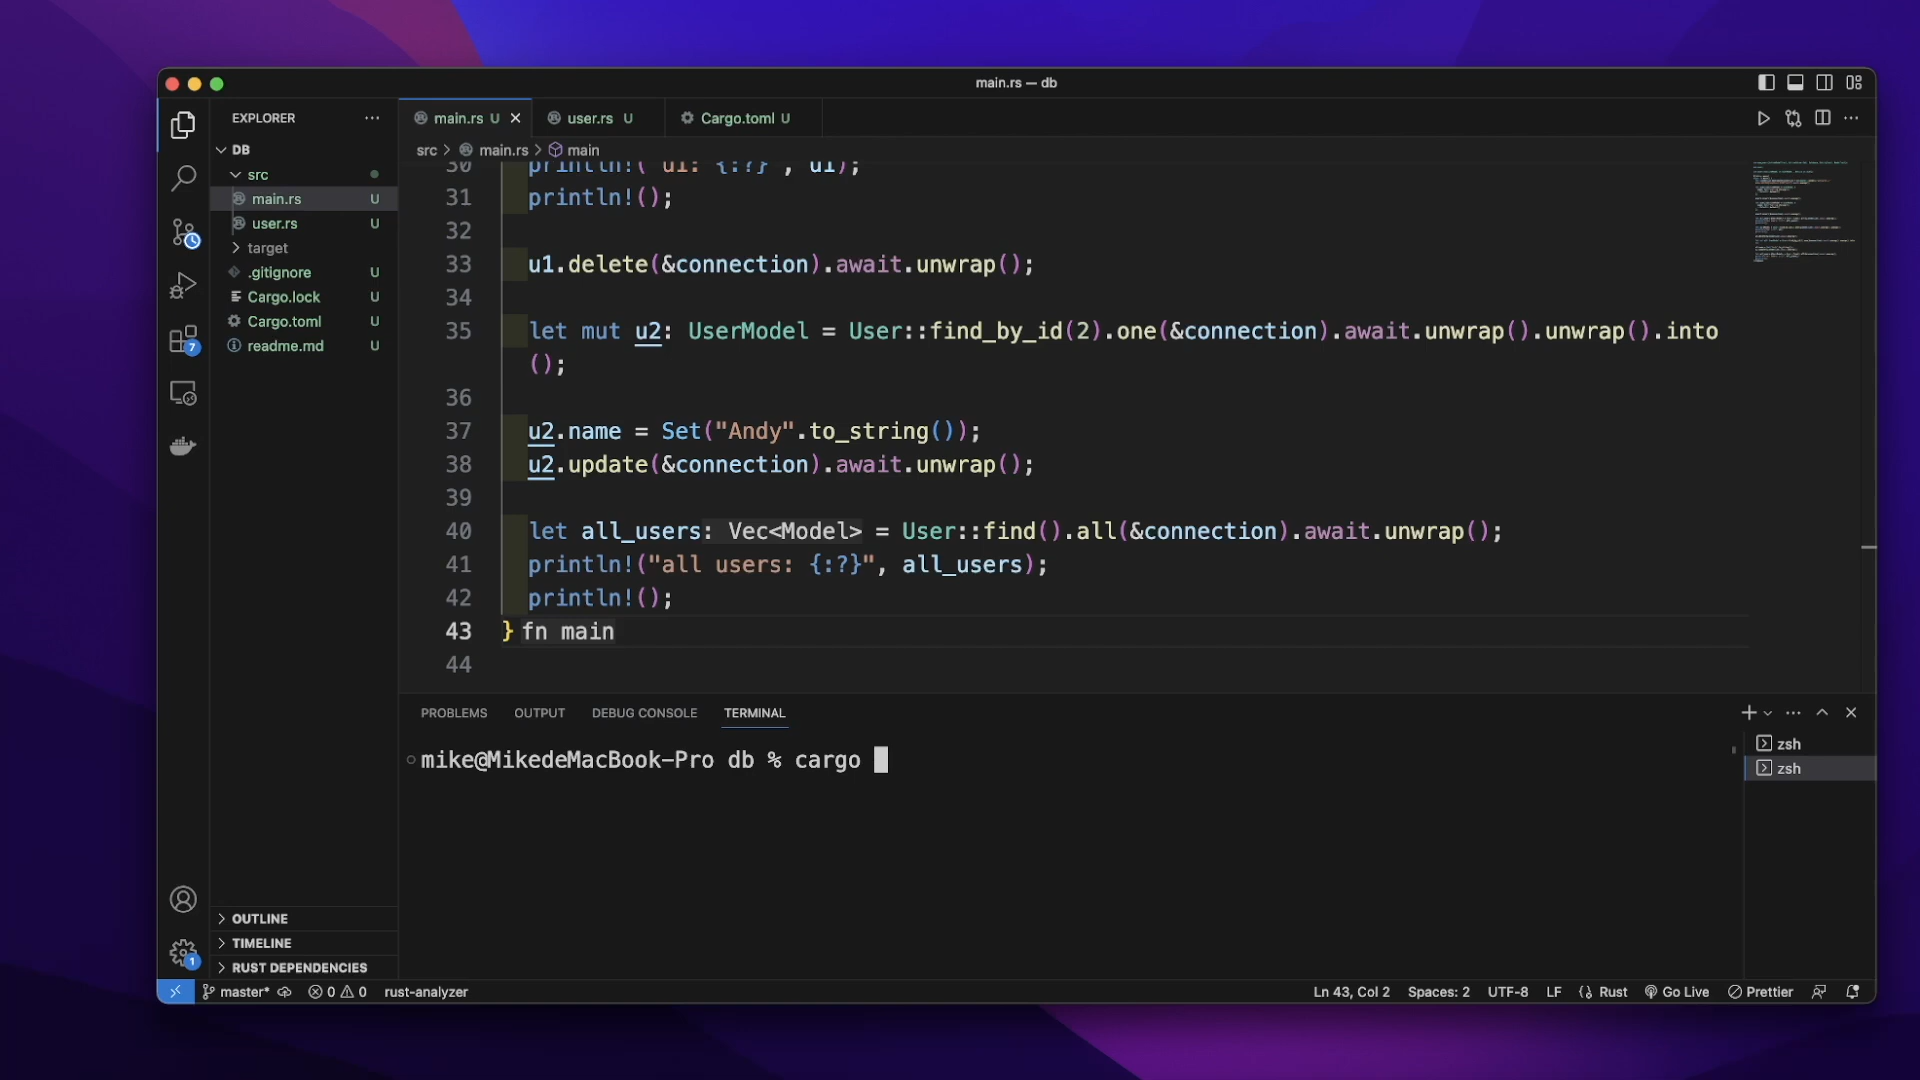 main.rs — db
EXPLORER
main.rs U
user.rs U
Cargo.toml U
DB
src > main.rs > main
src
main.rs U
user.rs U
target
.gitignore U
Cargo.lock U
Cargo.toml U
readme.md U
7
30 println!("u1: {:?}", u1);
31 println!();
32
33 u1.delete(&connection).await.unwrap();
34
35 let mut u2: UserModel = User::find_by_id(2).one(&connection).await.unwrap().unwrap().into
();
36
37 u2.name = Set("Andy".to_string());
38 u2.update(&connection).await.unwrap();
39
40 let all_users: Vec<Model> = User::find().all(&connection).await.unwrap();
41 println!("all users: {:?}", all_users);
42 println!();
43 } fn main
44
PROBLEMS OUTPUT DEBUG CONSOLE TERMINAL
mike@MikedeMacBook-Pro db % cargo
zsh
zsh
OUTLINE
TIMELINE
RUST DEPENDENCIES
1
master* 0 0 rust-analyzer
Ln 43, Col 2 Spaces: 2 UTF-8 LF Rust Go Live Prettier